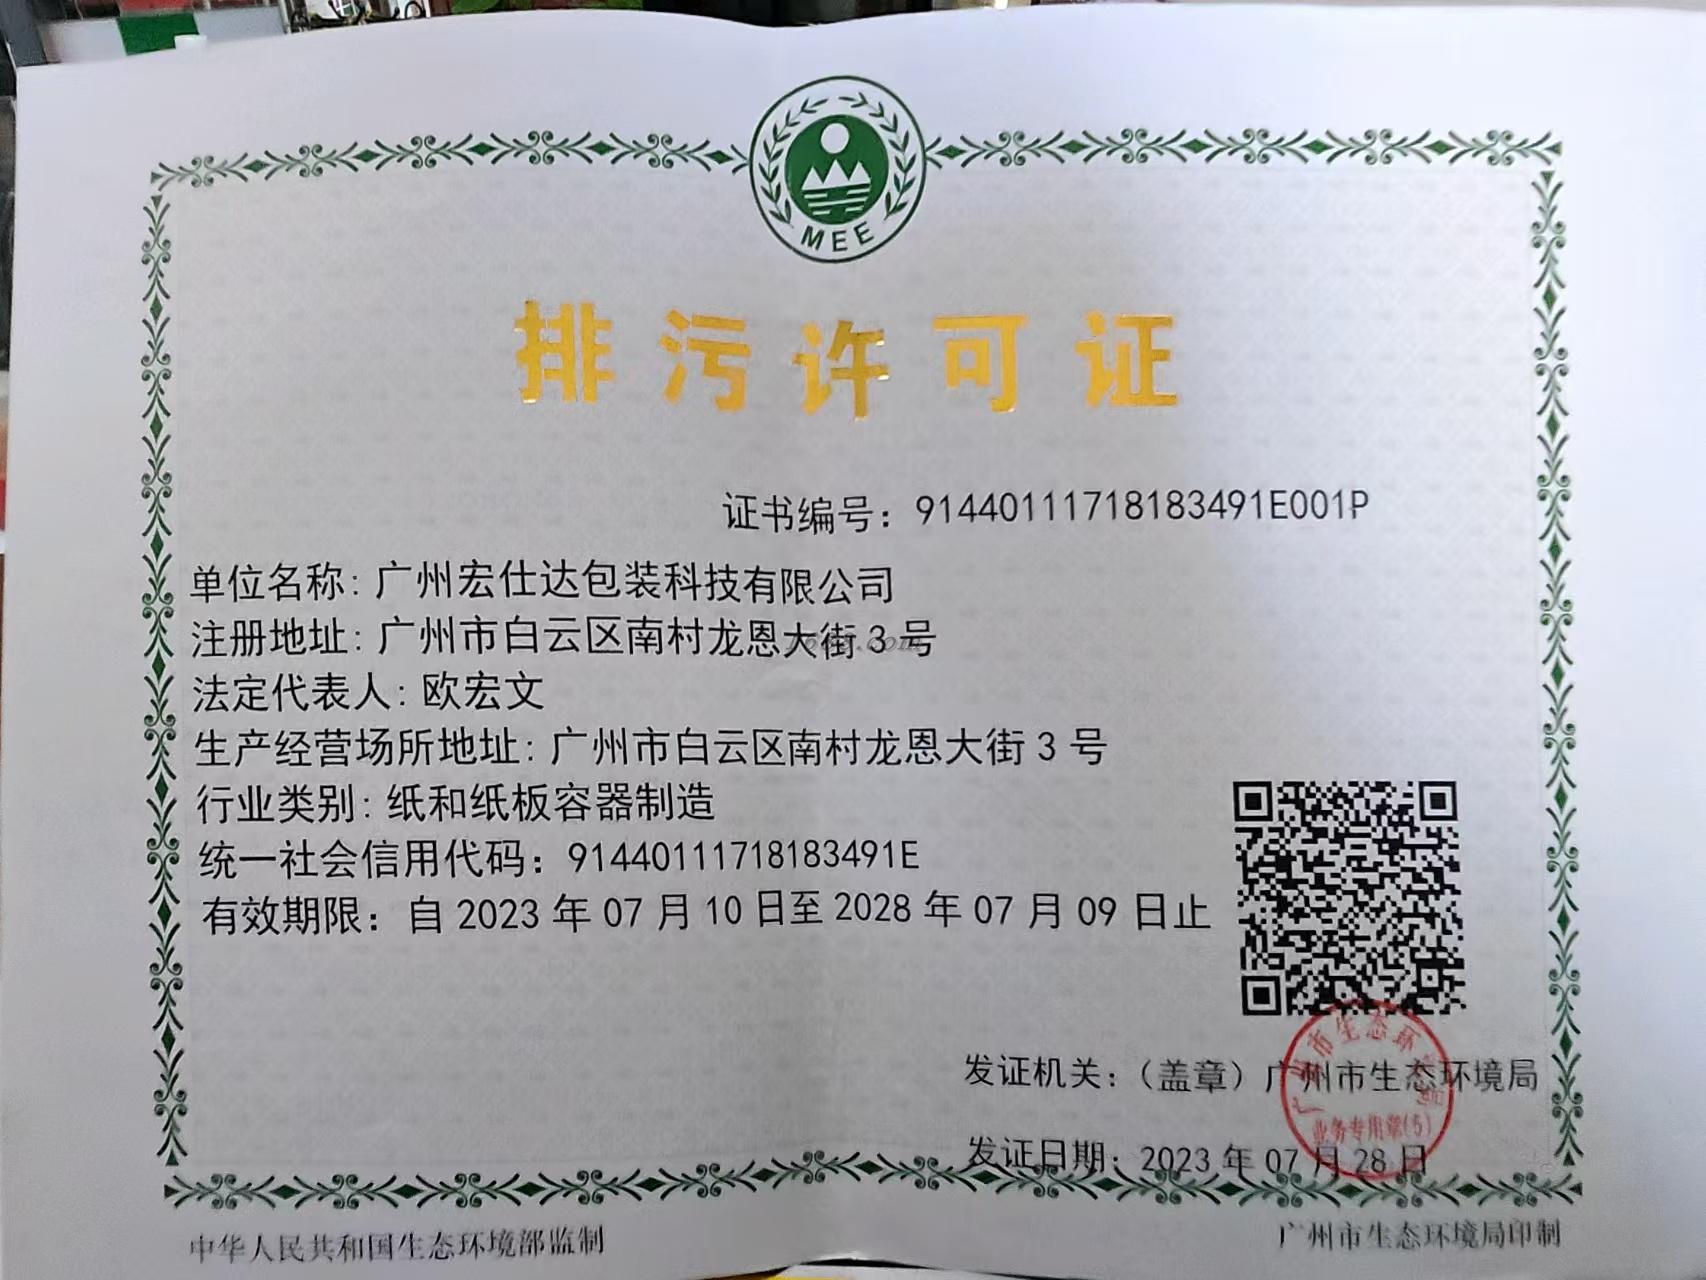 MEE
排污许可证
证书编号：91440111718183491E001P
单位名称：广州宏仕达包装科技有限公司
注册地址：广州市白云区南村龙恩大街3号
法定代表人：欧宏文
生产经营场所地址：广州市白云区南村龙恩大街3号
行业类别：纸和纸板容器制造
统一社会信用代码：91440111718183491E
有效期限：自2023年07月10日至2028年07月09日止
发证机关：（盖章）广州市生态环境局
业务专用章(5)
发证日期：2023年07月28日
中华人民共和国生态环境部监制
广州市生态环境局印制